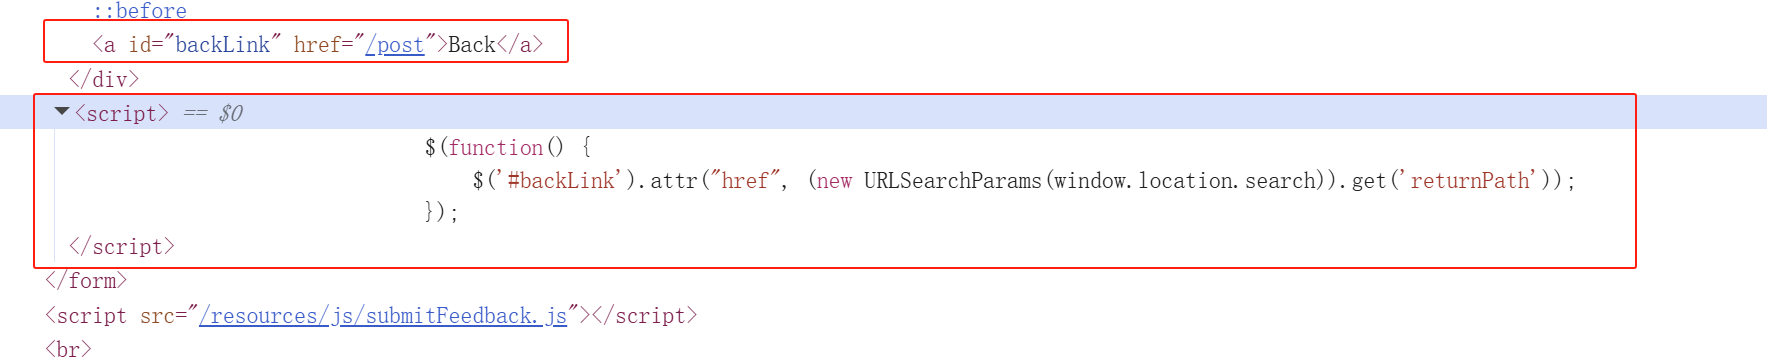 ::before
<a id="backLink" href="/post">Back</a>
</div>
<script> == $0
$(function() {
$('#backLink').attr("href", (new URLSearchParams(window.location.search)).get('returnPath'));
});
</script>
</form>
<script src="/resources/js/submitFeedback.js"></script>
<br>